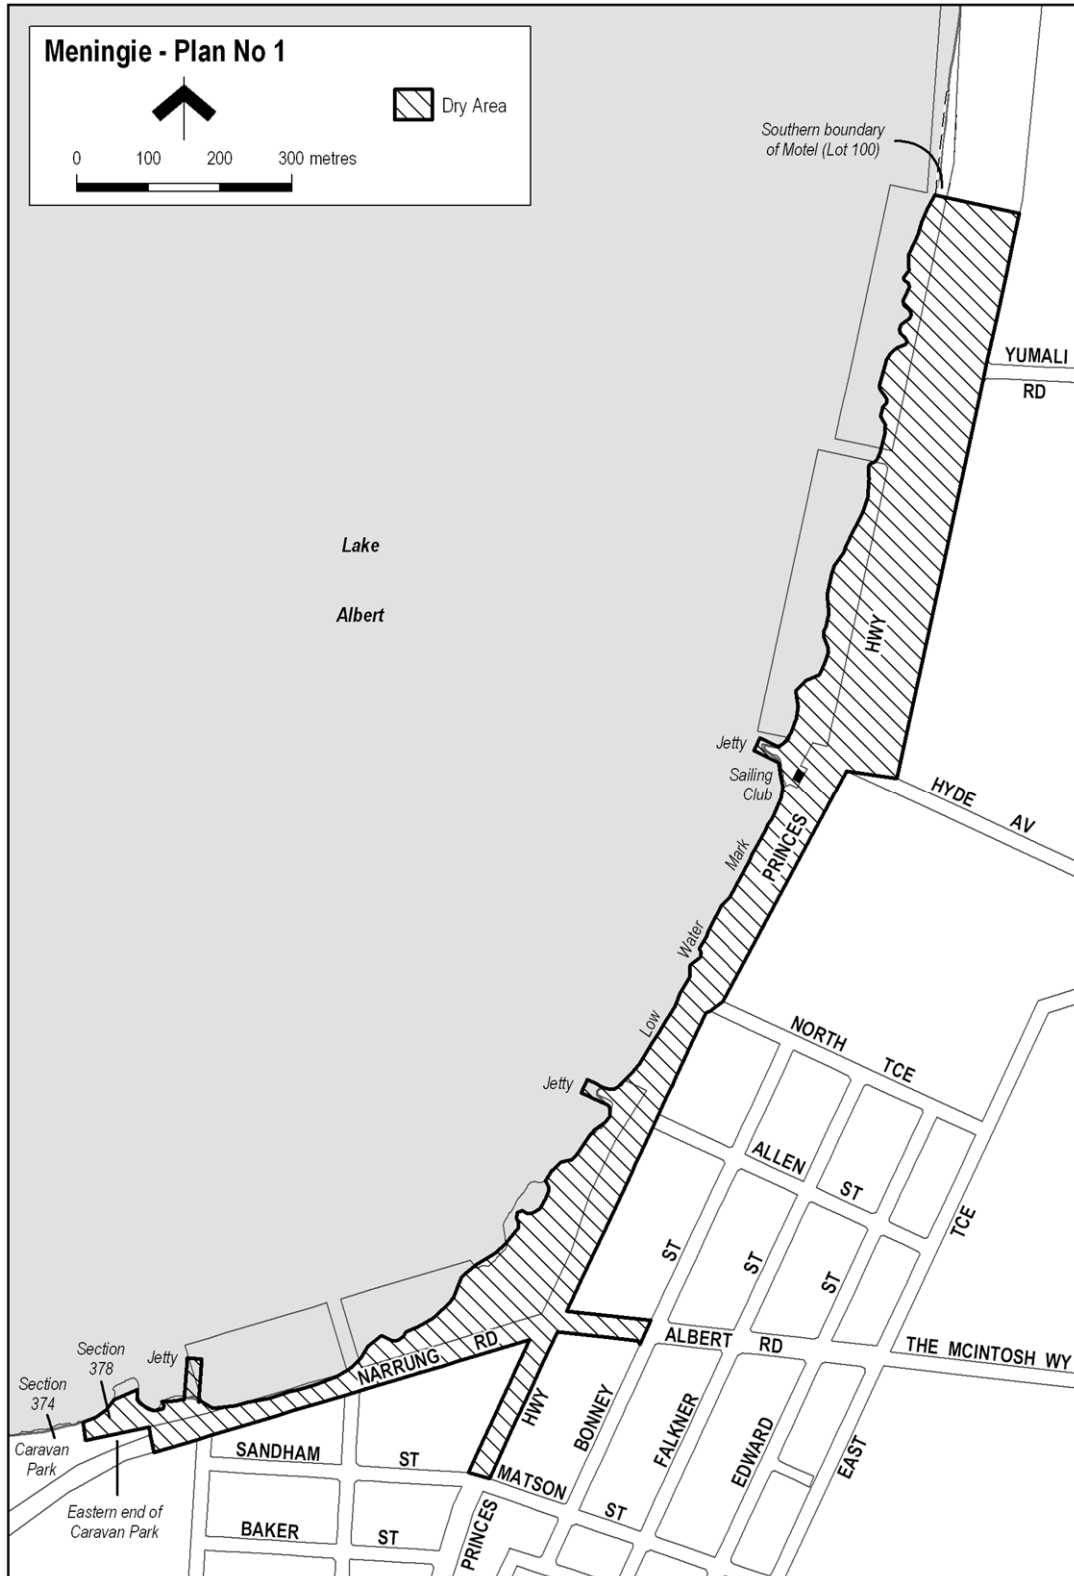 Meningie - Plan No 1
Dry Area
0 100 200 300 metres
Southern boundary
of Motel (Lot 100)
YUMALI
RD
Lake
Albert
HWY
Jetty
Sailing
Club
HYDE
AV
PRINCES
Mark
Water
Low
NORTH
TCE
Jetty
ALLEN
ST
TCE
ST
ST
ST
ALBERT RD
THE MCINTOSH WY
NARRUNG RD
Section
378
Jetty
Section
374
Caravan
Park
HWY
BONNEY
FALKNER
EDWARD
EAST
SANDHAM
ST
MATSON
ST
Eastern end of
Caravan Park
BAKER
ST
PRINCES